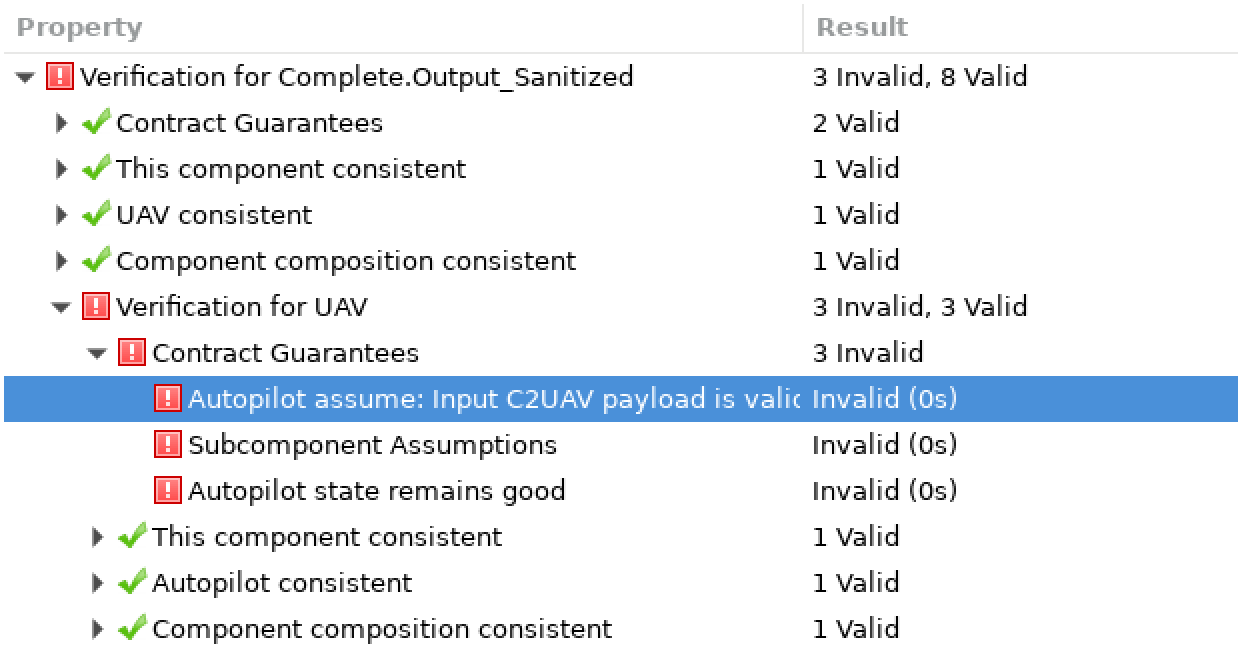 Property Result
Verification for Complete.Output_Sanitized 3 Invalid, 8 Valid
Contract Guarantees 2 Valid
This component consistent 1 Valid
UAV consistent 1 Valid
Component composition consistent 1 Valid
Verification for UAV 3 Invalid, 3 Valid
Contract Guarantees 3 Invalid
Autopilot assume: Input C2UAV payload is Invalid (0s)
Subcomponent Assumptions Invalid (0s)
Autopilot state remains good Invalid (0s)
This component consistent 1 Valid
Autopilot consistent 1 Valid
Component composition consistent 1 Valid